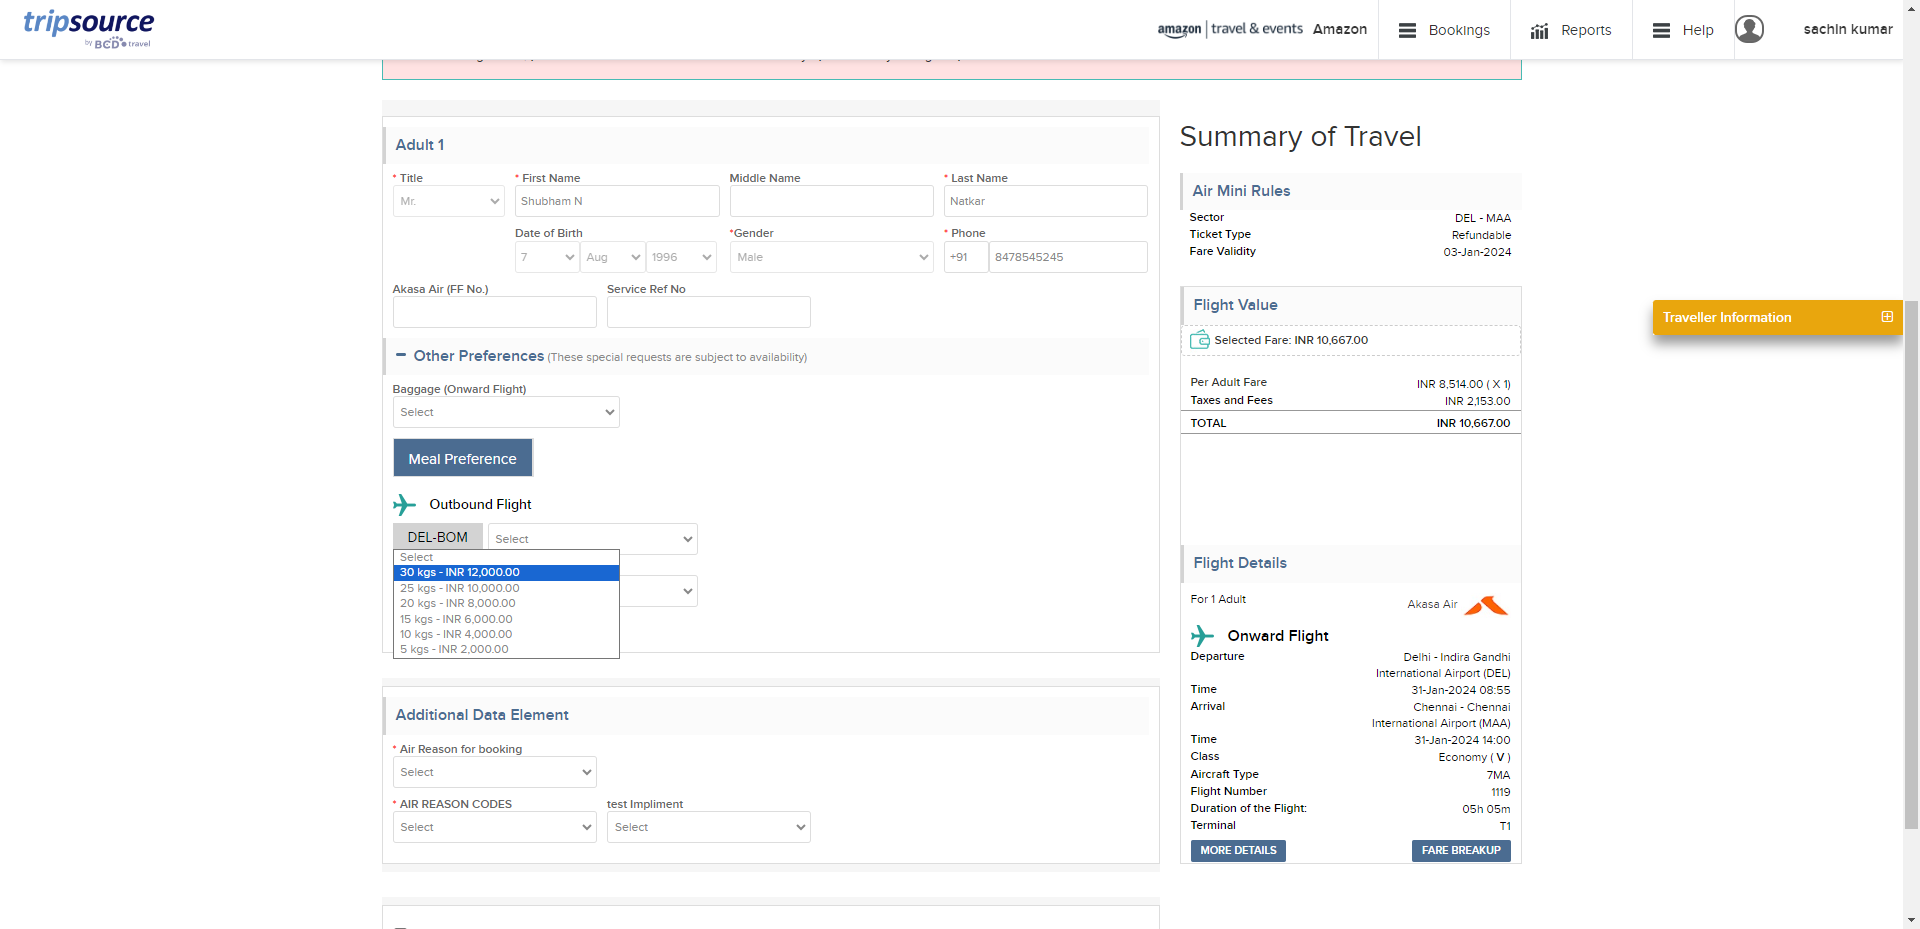 tripsource
by BCD travel
amazon | travel & events Amazon
Bookings
Reports
Help
sachin kumar
Adult 1
* Title
Mr.
* First Name
Shubham N
Middle Name
* Last Name
Natkar
Date of Birth
7
Aug
1996
*Gender
Male
* Phone
+91
8478545245
Akasa Air (FF No.)
Service Ref No
Other Preferences (These special requests are subject to availability)
Baggage (Onward Flight)
Select
Meal Preference
Outbound Flight
DEL-BOM
Select
Select
30 kgs - INR 12,000.00
25 kgs - INR 10,000.00
20 kgs - INR 8,000.00
15 kgs - INR 6,000.00
10 kgs - INR 4,000.00
5 kgs - INR 2,000.00
Additional Data Element
* Air Reason for booking
Select
* AIR REASON CODES
Select
test Impliment
Select
Summary of Travel
Air Mini Rules
Sector DEL - MAA
Ticket Type Refundable
Fare Validity 03-Jan-2024
Flight Value
Selected Fare: INR 10,667.00
Per Adult Fare INR 8,514.00 ( X 1)
Taxes and Fees INR 2,153.00
TOTAL INR 10,667.00
Flight Details
For 1 Adult Akasa Air
Onward Flight
Departure Delhi - Indira Gandhi
International Airport (DEL)
Time 31-Jan-2024 08:55
Arrival Chennai - Chennai
International Airport (MAA)
Time 31-Jan-2024 14:00
Class Economy ( V )
Aircraft Type 7MA
Flight Number 1119
Duration of the Flight: 05h 05m
Terminal T1
MORE DETAILS
FARE BREAKUP
Traveller Information